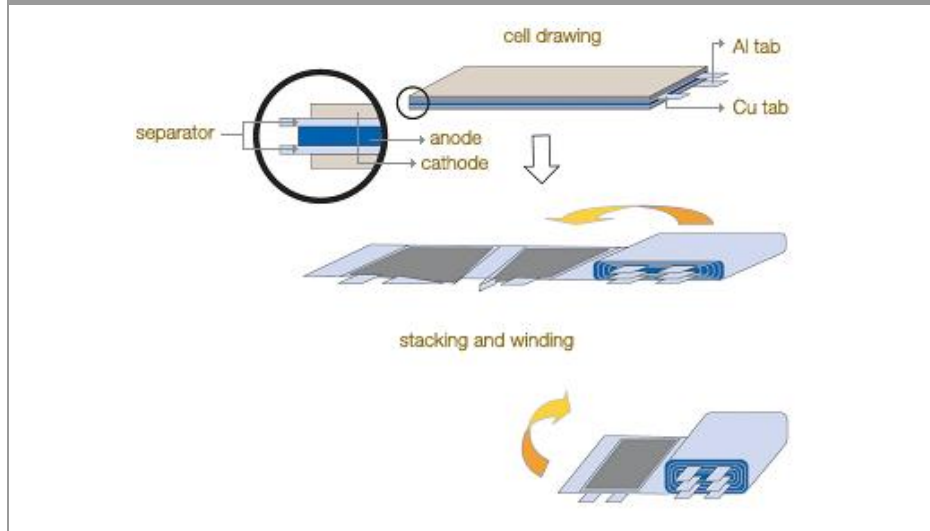 cell drawing
Al tab
Cu tab
separator
anode
cathode
stacking and winding